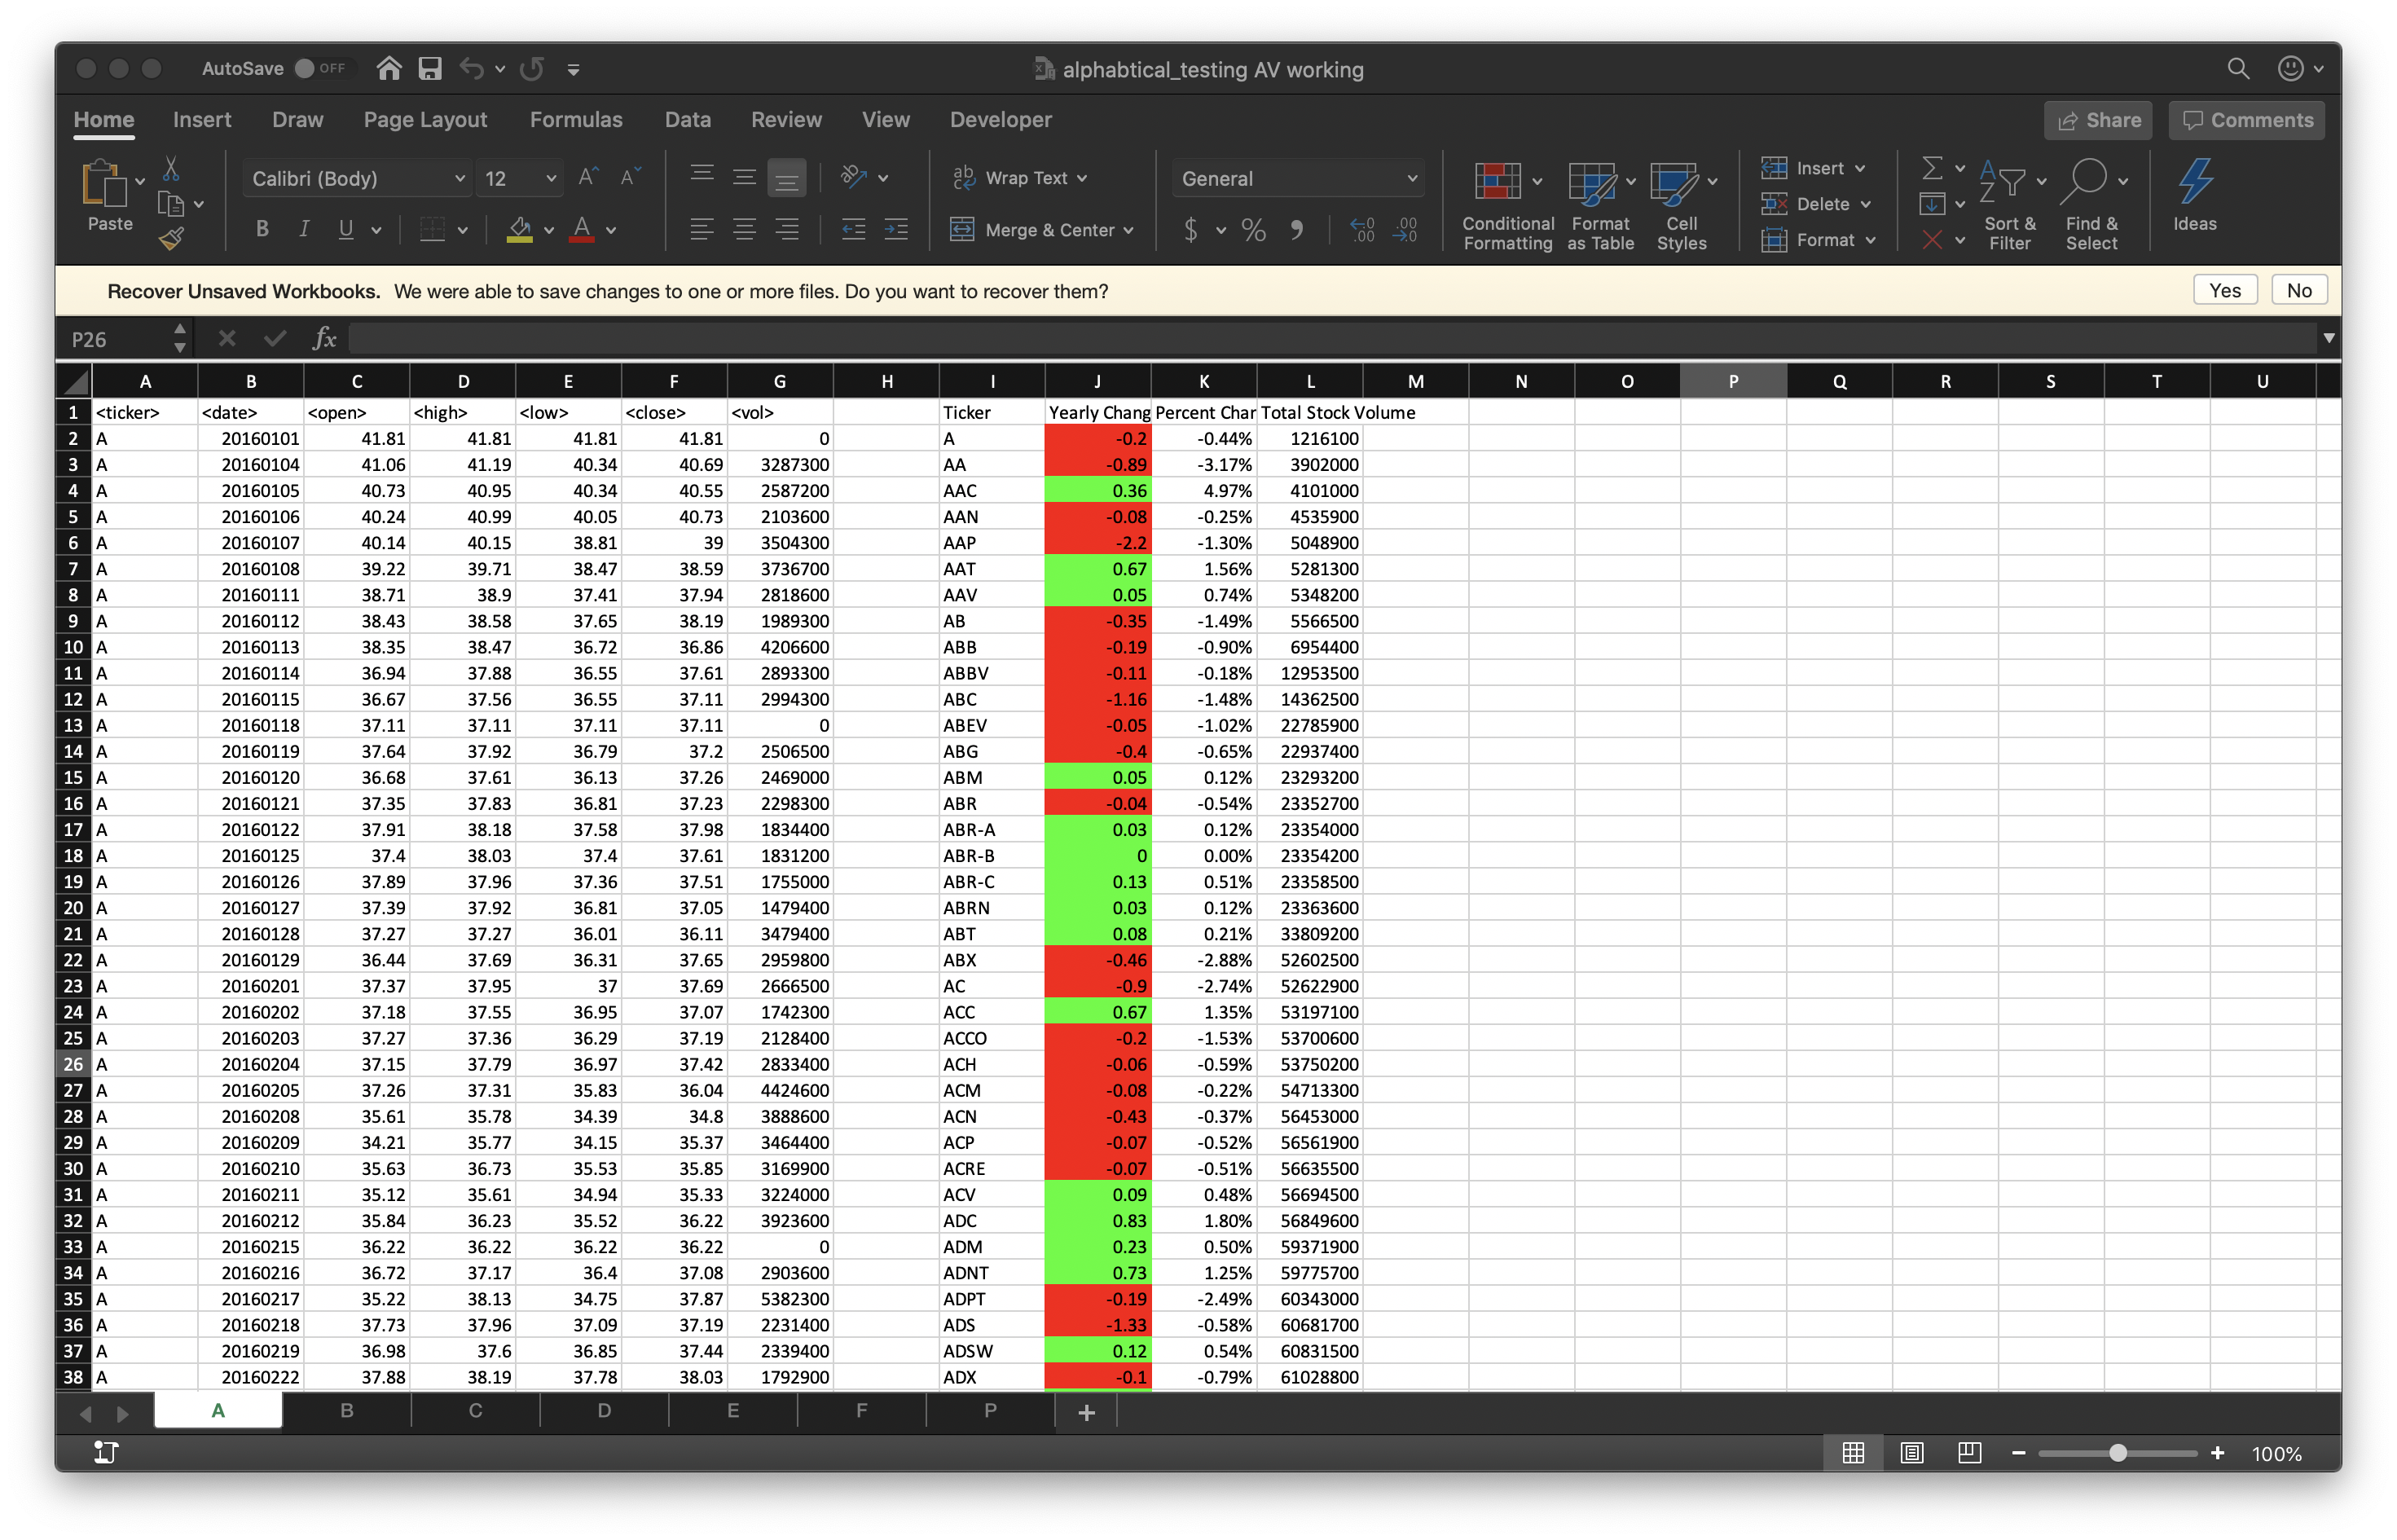 AutoSave OFF alphabtical_testing AV working
Home Insert Draw Page Layout Formulas Data Review View Developer Share Comments
Paste Calibri (Body) 12 A A ab c Wrap Text General Conditional Formatting Format as Table Cell Styles Insert Delete Format Sort & Filter Find & Select Ideas
B I U A Merge & Center $ % , .0 .00 .00 .0
Recover Unsaved Workbooks. We were able to save changes to one or more files. Do you want to recover them? Yes No
P26 fx
A B C D E F G H I J K L M N O P Q R S T U
1 <ticker> <date> <open> <high> <low> <close> <vol> Ticker Yearly Chang Percent Char Total Stock Volume
2 A 20160101 41.81 41.81 41.81 41.81 0 A -0.2 -0.44% 1216100
3 A 20160104 41.06 41.19 40.34 40.69 3287300 AA -0.89 -3.17% 3902000
4 A 20160105 40.73 40.95 40.34 40.55 2587200 AAC 0.36 4.97% 4101000
5 A 20160106 40.24 40.99 40.05 40.73 2103600 AAN -0.08 -0.25% 4535900
6 A 20160107 40.14 40.15 38.81 39 3504300 AAP -2.2 -1.30% 5048900
7 A 20160108 39.22 39.71 38.47 38.59 3736700 AAT 0.67 1.56% 5281300
8 A 20160111 38.71 38.9 37.41 37.94 2818600 AAV 0.05 0.74% 5348200
9 A 20160112 38.43 38.58 37.65 38.19 1989300 AB -0.35 -1.49% 5566500
10 A 20160113 38.35 38.47 36.72 36.86 4206600 ABB -0.19 -0.90% 6954400
11 A 20160114 36.94 37.88 36.55 37.61 2893300 ABBV -0.11 -0.18% 12953500
12 A 20160115 36.67 37.56 36.55 37.11 2994300 ABC -1.16 -1.48% 14362500
13 A 20160118 37.11 37.11 37.11 37.11 0 ABEV -0.05 -1.02% 22785900
14 A 20160119 37.64 37.92 36.79 37.2 2506500 ABG -0.4 -0.65% 22937400
15 A 20160120 36.68 37.61 36.13 37.26 2469000 ABM 0.05 0.12% 23293200
16 A 20160121 37.35 37.83 36.81 37.23 2298300 ABR -0.04 -0.54% 23352700
17 A 20160122 37.91 38.18 37.58 37.98 1834400 ABR-A 0.03 0.12% 23354000
18 A 20160125 37.4 38.03 37.4 37.61 1831200 ABR-B 0 0.00% 23354200
19 A 20160126 37.89 37.96 37.36 37.51 1755000 ABR-C 0.13 0.51% 23358500
20 A 20160127 37.39 37.92 36.81 37.05 1479400 ABRN 0.03 0.12% 23363600
21 A 20160128 37.27 37.27 36.01 36.11 3479400 ABT 0.08 0.21% 33809200
22 A 20160129 36.44 37.69 36.31 37.65 2959800 ABX -0.46 -2.88% 52602500
23 A 20160201 37.37 37.95 37 37.69 2666500 AC -0.9 -2.74% 52622900
24 A 20160202 37.18 37.55 36.95 37.07 1742300 ACC 0.67 1.35% 53197100
25 A 20160203 37.27 37.36 36.29 37.19 2128400 ACCO -0.2 -1.53% 53700600
26 A 20160204 37.15 37.79 36.97 37.42 2833400 ACH -0.06 -0.59% 53750200
27 A 20160205 37.26 37.31 35.83 36.04 4424600 ACM -0.08 -0.22% 54713300
28 A 20160208 35.61 35.78 34.39 34.8 3888600 ACN -0.43 -0.37% 56453000
29 A 20160209 34.21 35.77 34.15 35.37 3464400 ACP -0.07 -0.52% 56561900
30 A 20160210 35.63 36.73 35.53 35.85 3169900 ACRE -0.07 -0.51% 56635500
31 A 20160211 35.12 35.61 34.94 35.33 3224000 ACV 0.09 0.48% 56694500
32 A 20160212 35.84 36.23 35.52 36.22 3923600 ADC 0.83 1.80% 56849600
33 A 20160215 36.22 36.22 36.22 36.22 0 ADM 0.23 0.50% 59371900
34 A 20160216 36.72 37.17 36.4 37.08 2903600 ADNT 0.73 1.25% 59775700
35 A 20160217 35.22 38.13 34.75 37.87 5382300 ADPT -0.19 -2.49% 60343000
36 A 20160218 37.73 37.96 37.09 37.19 2231400 ADS -1.33 -0.58% 60681700
37 A 20160219 36.98 37.6 36.85 37.44 2339400 ADSW 0.12 0.54% 60831500
38 A 20160222 37.88 38.19 37.78 38.03 1792900 ADX -0.1 -0.79% 61028800
A B C D E F P +
100%